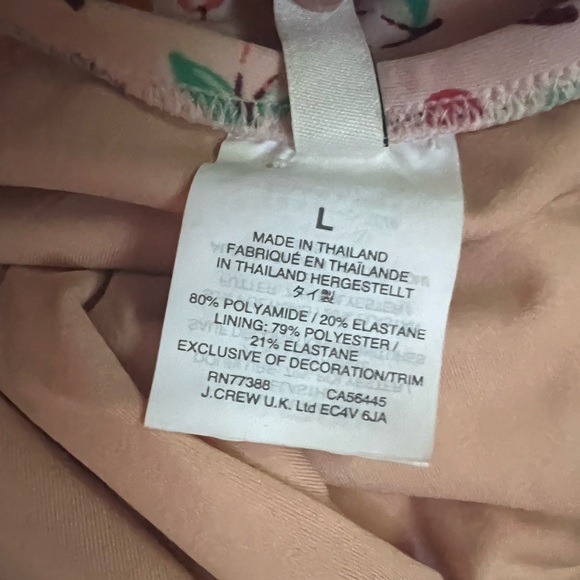 L
MADE IN THAILAND
FABRIQUÉ EN THAÏLANDE
IN THAILAND HERGESTELLT
タイ製
80% POLYAMIDE / 20% ELASTANE
LINING: 79% POLYESTER /
21% ELASTANE
EXCLUSIVE OF DECORATION/TRIM
RN77388 CA56445
J.CREW U.K. Ltd EC4V 6JA